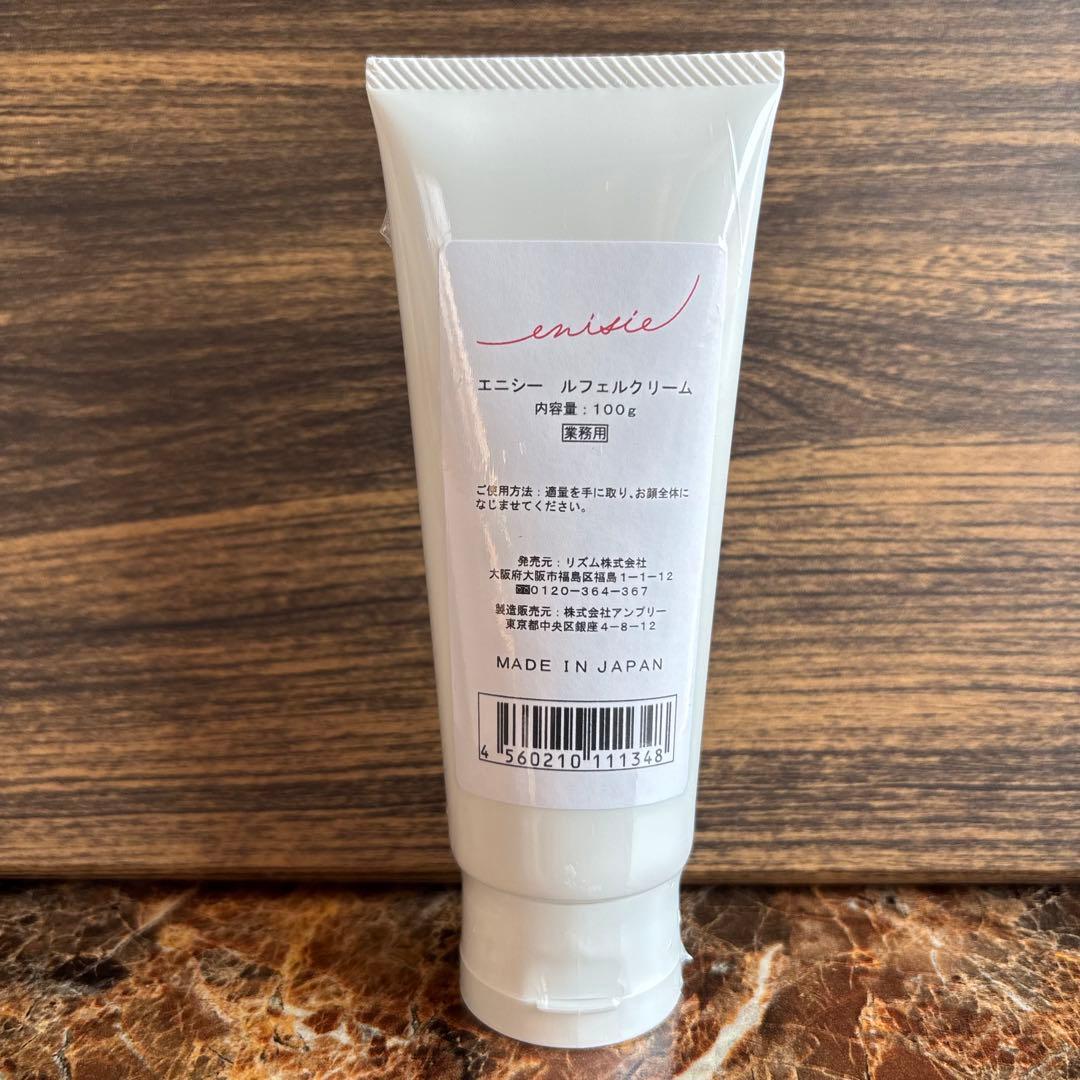 enisie
エニシー　ルフェルクリーム
内容量：100g
業務用
ご使用方法：適量を手に取り、お顔全体に
なじませてください。
発売元：リズム株式会社
大阪府大阪市福島区福島1-1-12
0120-364-367
製造販売元：株式会社アンブリー
東京都中央区銀座4-8-12
MADE IN JAPAN
4 560210 111348